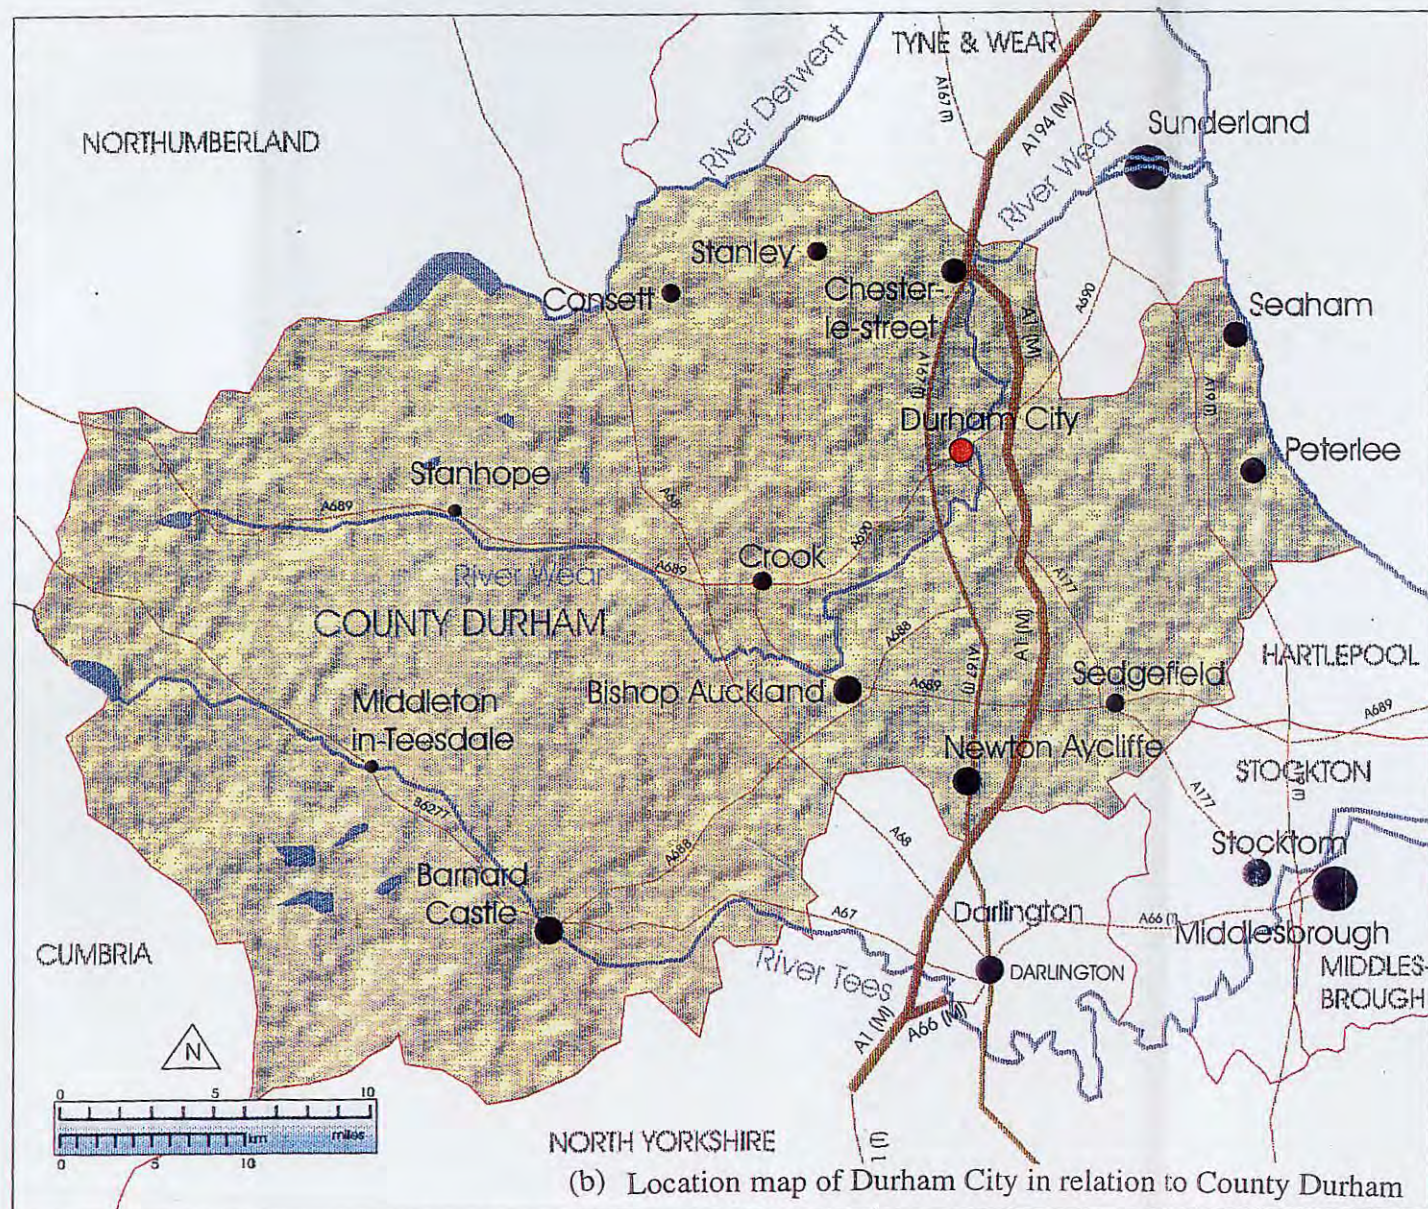 TYNE & WEAR
A167 (T)
A194 (M)
River Derwent
Sunderland
NORTHUMBERLAND
River Wear
Stanley
Consett
Chester-
le-street
A690
Seaham
A1 (M)
A167 (T)
A19 (T)
Durham City
Peterlee
Stanhope
A68
A689
A690
Crook
A689
River Wear
A177
COUNTY DURHAM
A688
A1 (M)
A167 (T)
HARTLEPOOL
Bishop Auckland
A689
Sedgefield
Middleton
in-Teesdale
A689
Newton Aycliffe
STOCKTON
A177
B6277
A68
A688
Stocktom
Barnard
Castle
A67
Darlington
A66 (T)
Middlesbrough
CUMBRIA
River Tees
DARLINGTON
MIDDLES-
BROUGH
A1 (M)
A66 (M)
N
0 5 10
km miles
0 5 10
NORTH YORKSHIRE
(b) Location map of Durham City in relation to County Durham